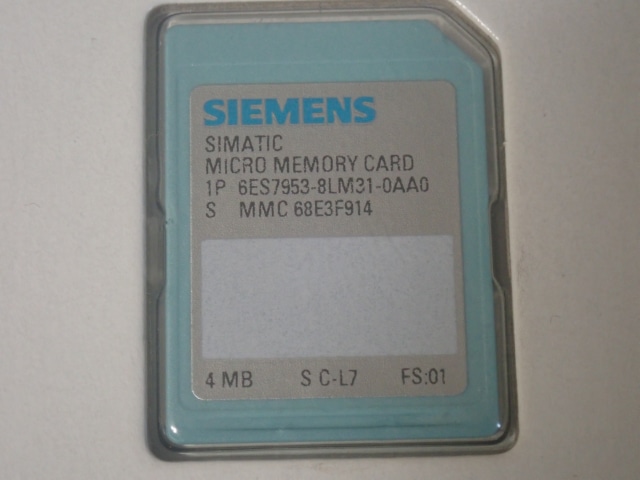 SIEMENS
SIMATIC
MICRO MEMORY CARD
1P 6ES7953-8LM31-0AA0
S MMC 68E3F914
4 MB S C-L7 FS:01